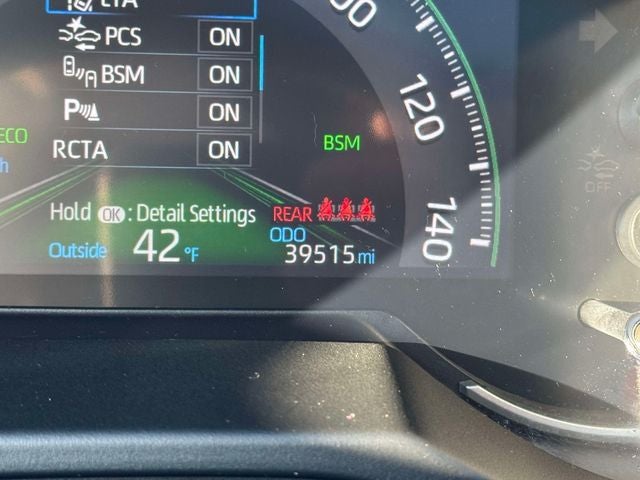 LTA
PCS ON
BSM ON
P ON
RCTA ON
Hold OK : Detail Settings
Outside 42 °F
ECO
h
BSM
REAR
ODO
39515 mi
120
140
OFF